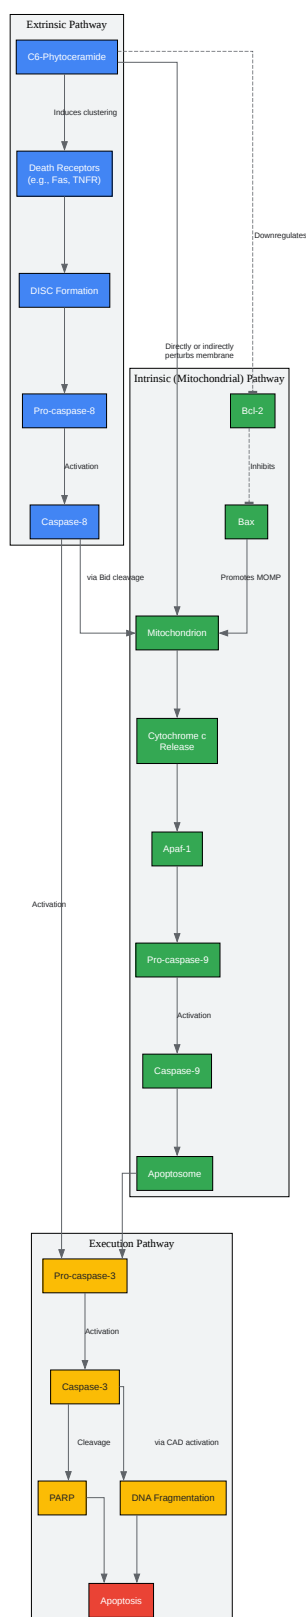 Extrinsic Pathway
C6-Phytoceramide
Induces clustering
Death Receptors
(e.g., Fas, TNFR)
Downregulates
DISC Formation
Directly or indirectly
perturbs membrane
Intrinsic (Mitochondrial) Pathway
Pro-caspase-8
Bcl-2
Activation
Inhibits
Caspase-8
Bax
via Bid cleavage
Promotes MOMP
Mitochondrion
Cytochrome c
Release
Apaf-1
Activation
Pro-caspase-9
Activation
Caspase-9
Apoptosome
Execution Pathway
Pro-caspase-3
Activation
Caspase-3
Cleavage
via CAD activation
PARP
DNA Fragmentation
Apoptosis